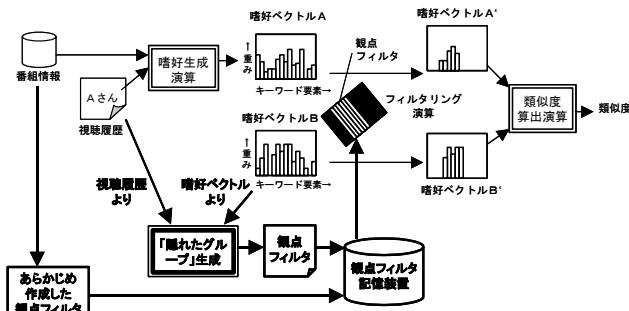 嗜好ベクトルA
嗜好ベクトルA‘
↑重み
観点
フィルタ
嗜好生成
演算
番組情報
キーワード要素→
Aさん
フィルタリング
演算
類似度
算出演算
類似度
視聴履歴
嗜好ベクトルB
↑重み
キーワード要素→
嗜好ベクトルB‘
視聴履歴
より
嗜好ベクトル
より
「隠れたグル
ープ」生成
観点
フィルタ
観点フィルタ
記憶装置
あらかじめ
作成した
観点フィルタ